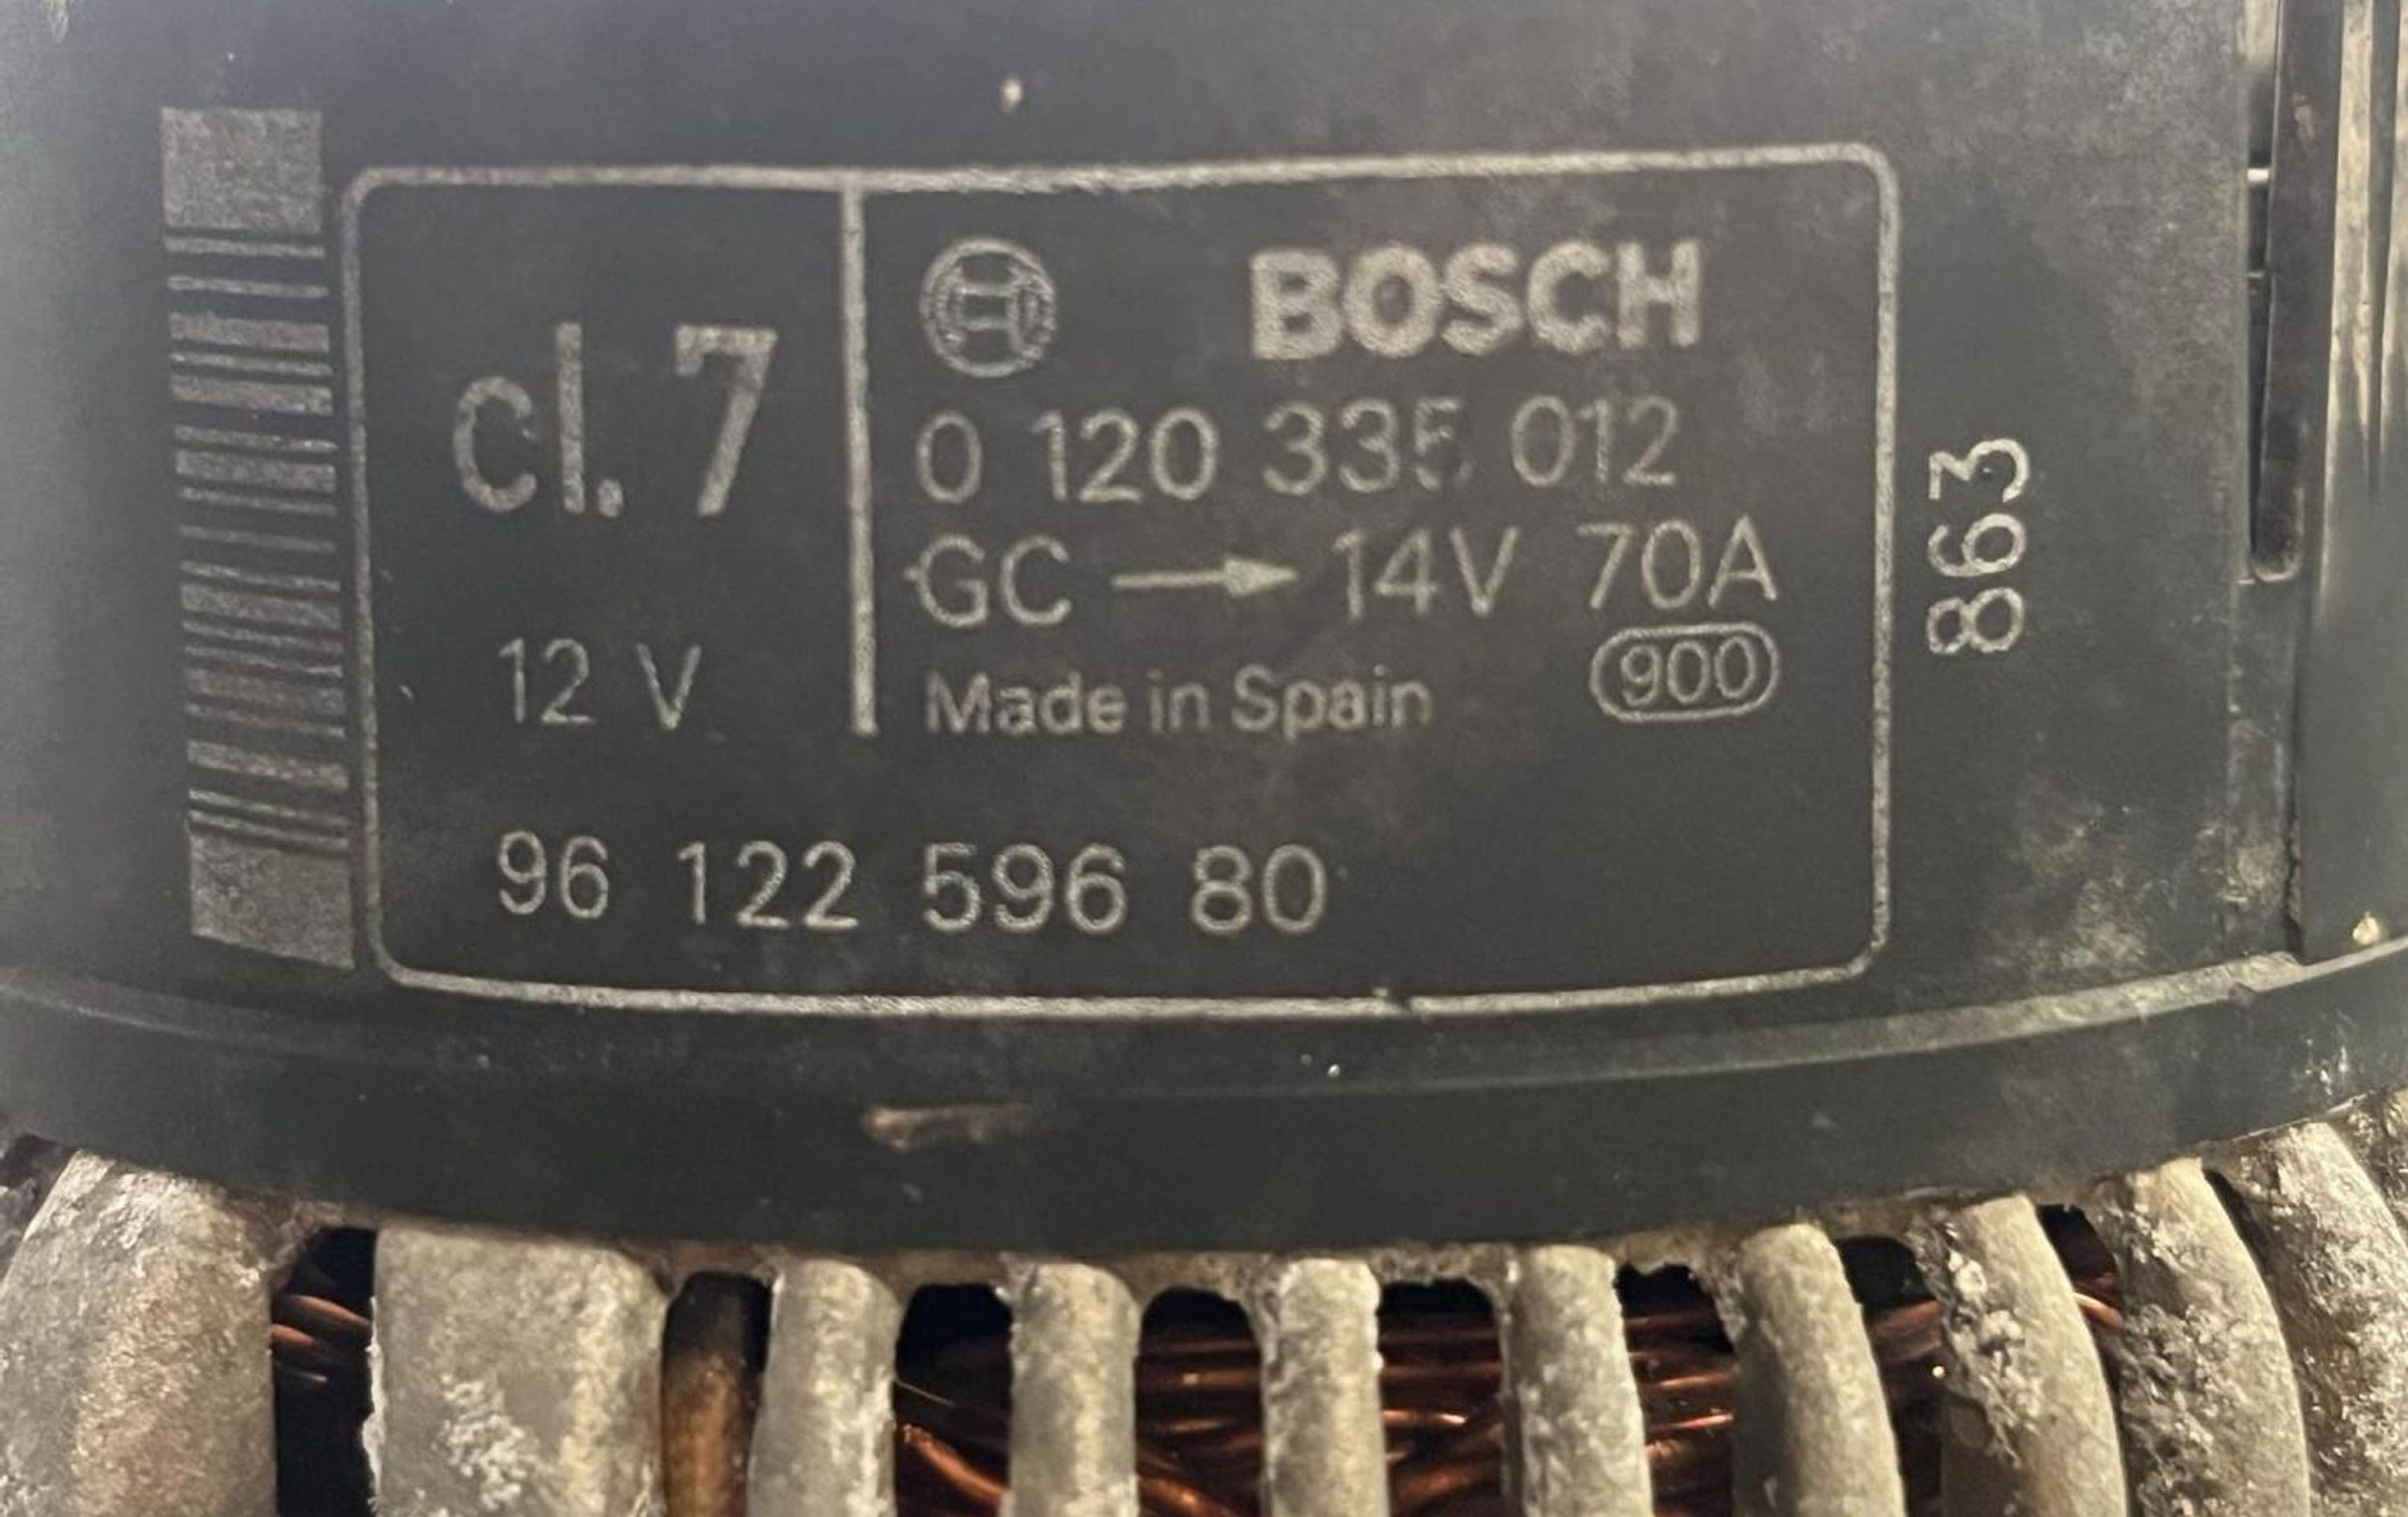 cl.7
12 V
BOSCH
0 120 335 012
GC → 14V 70A
Made in Spain
900
96 122 596 80
863